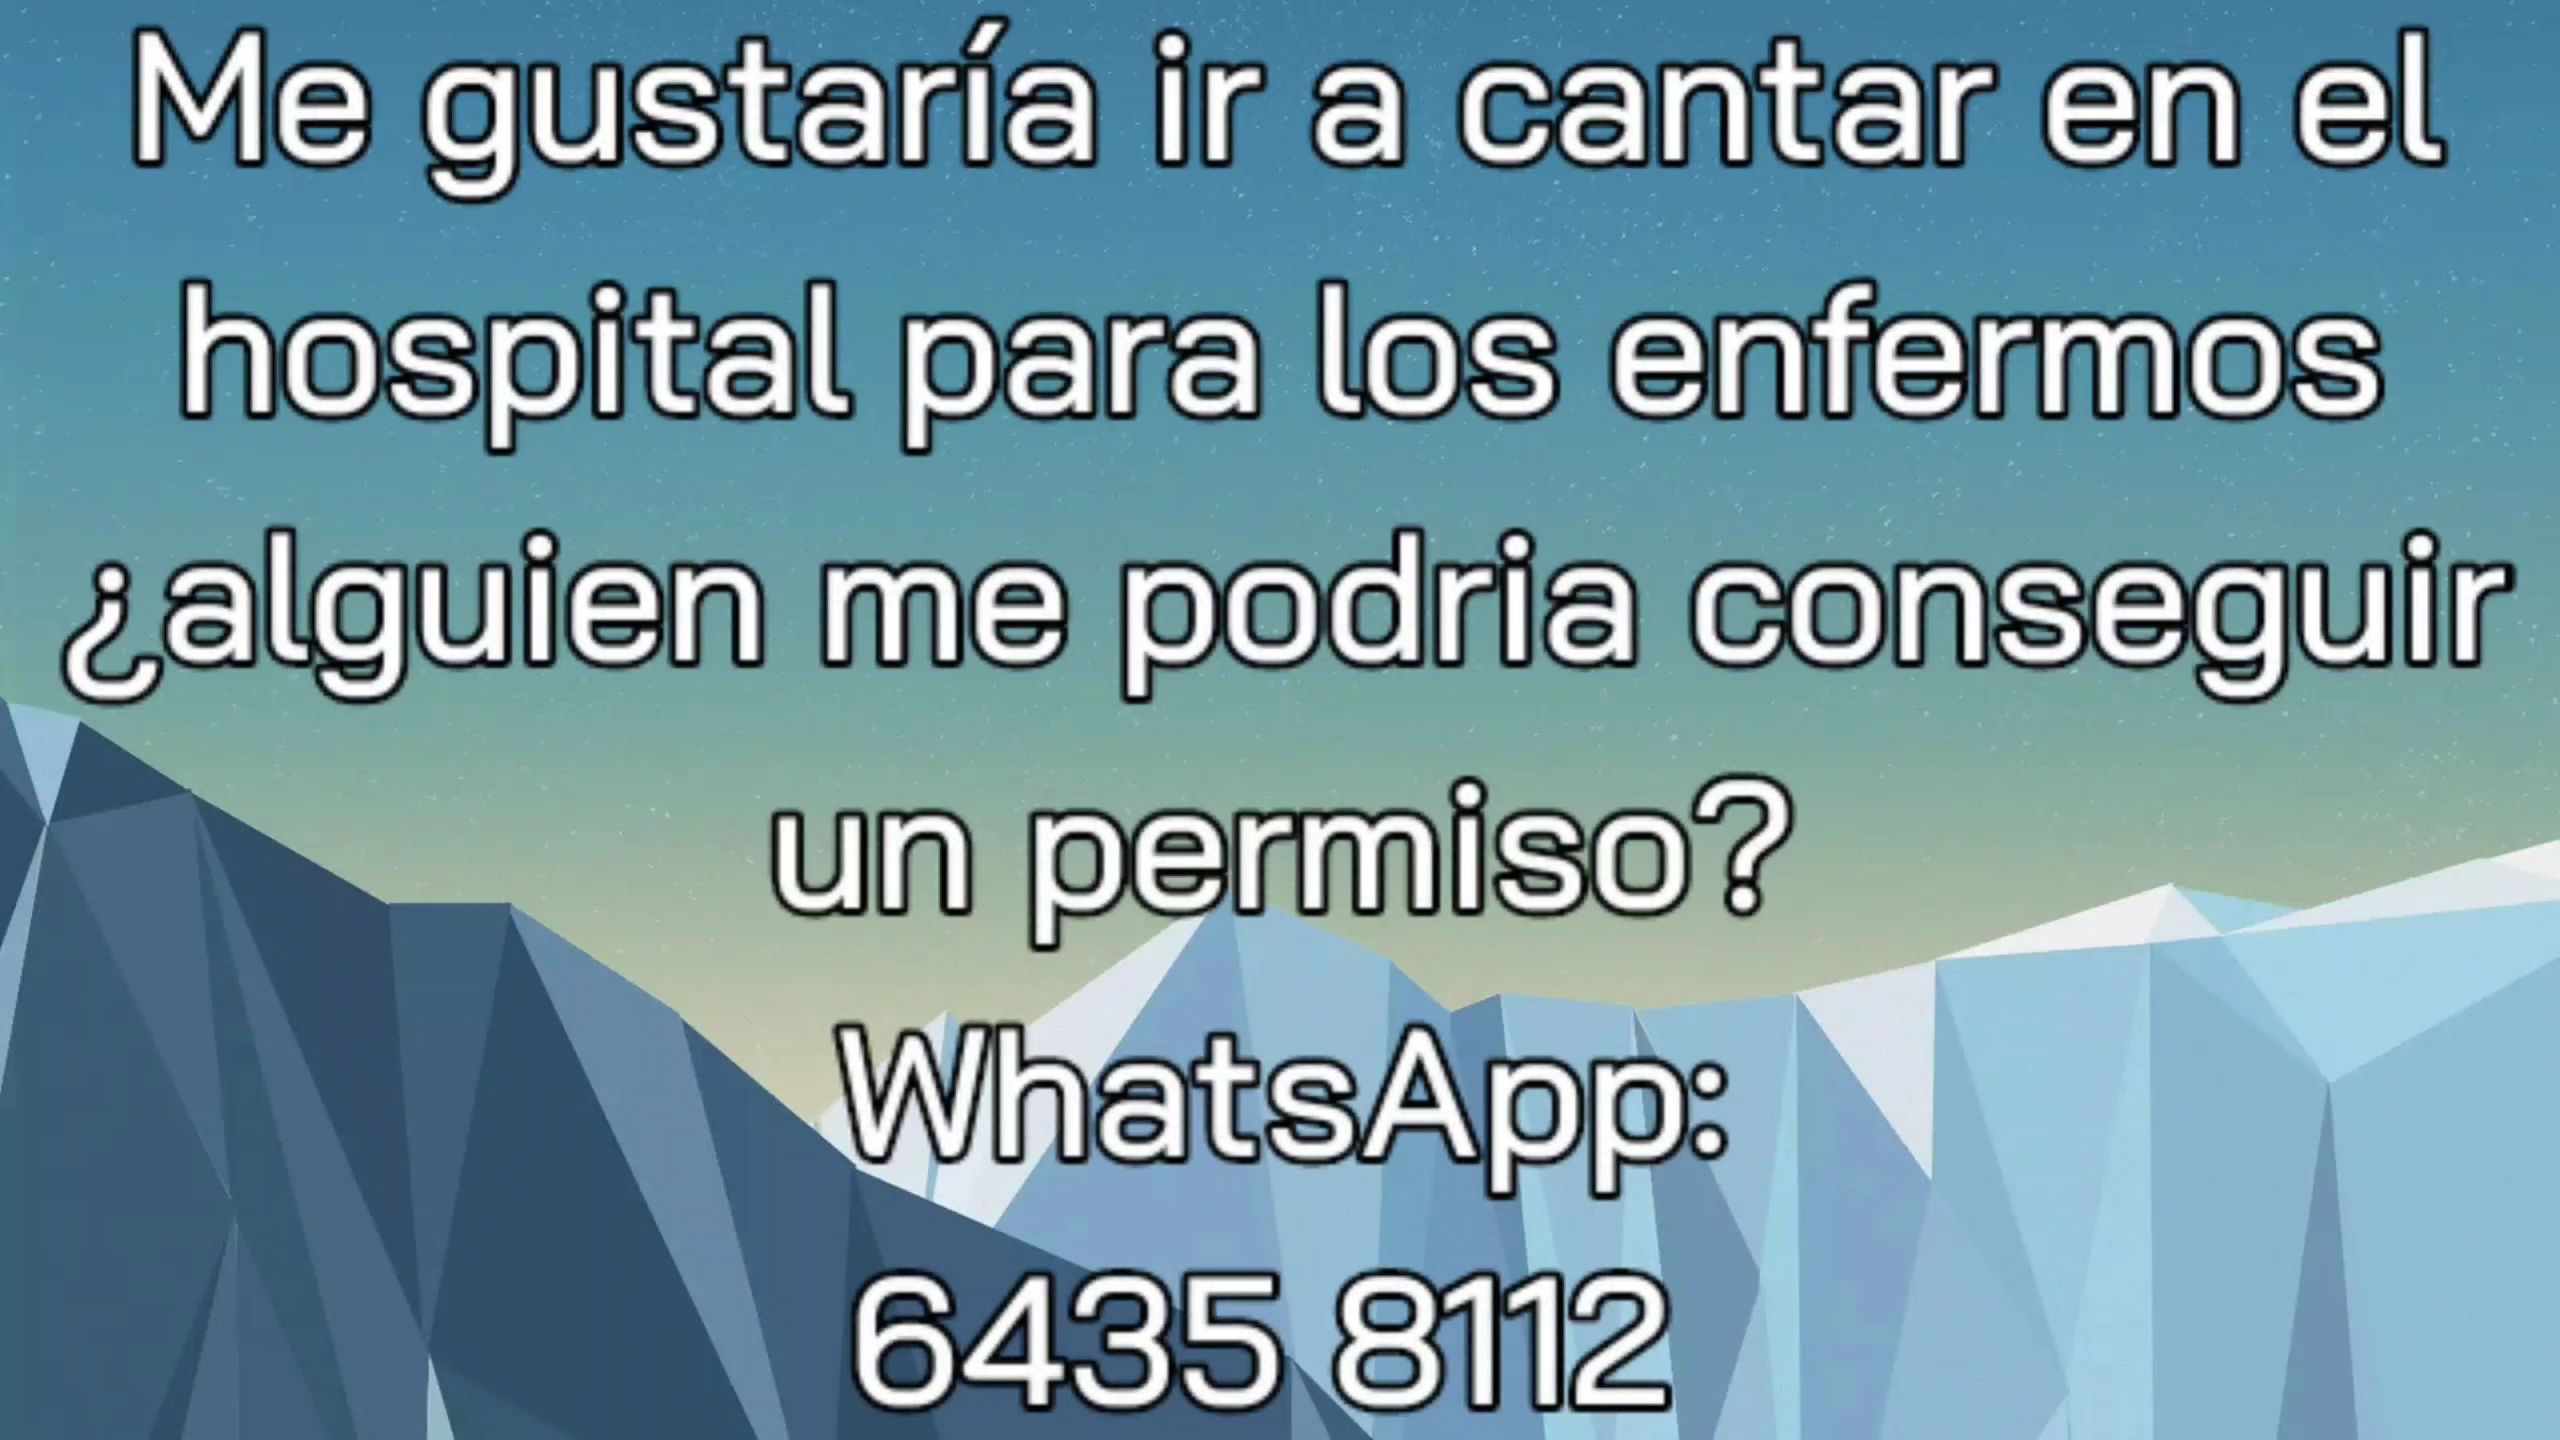 Me gustaría ir a cantar en el
hospital para los enfermos
¿alguien me podria conseguir
un permiso?
WhatsApp:
6435 8112